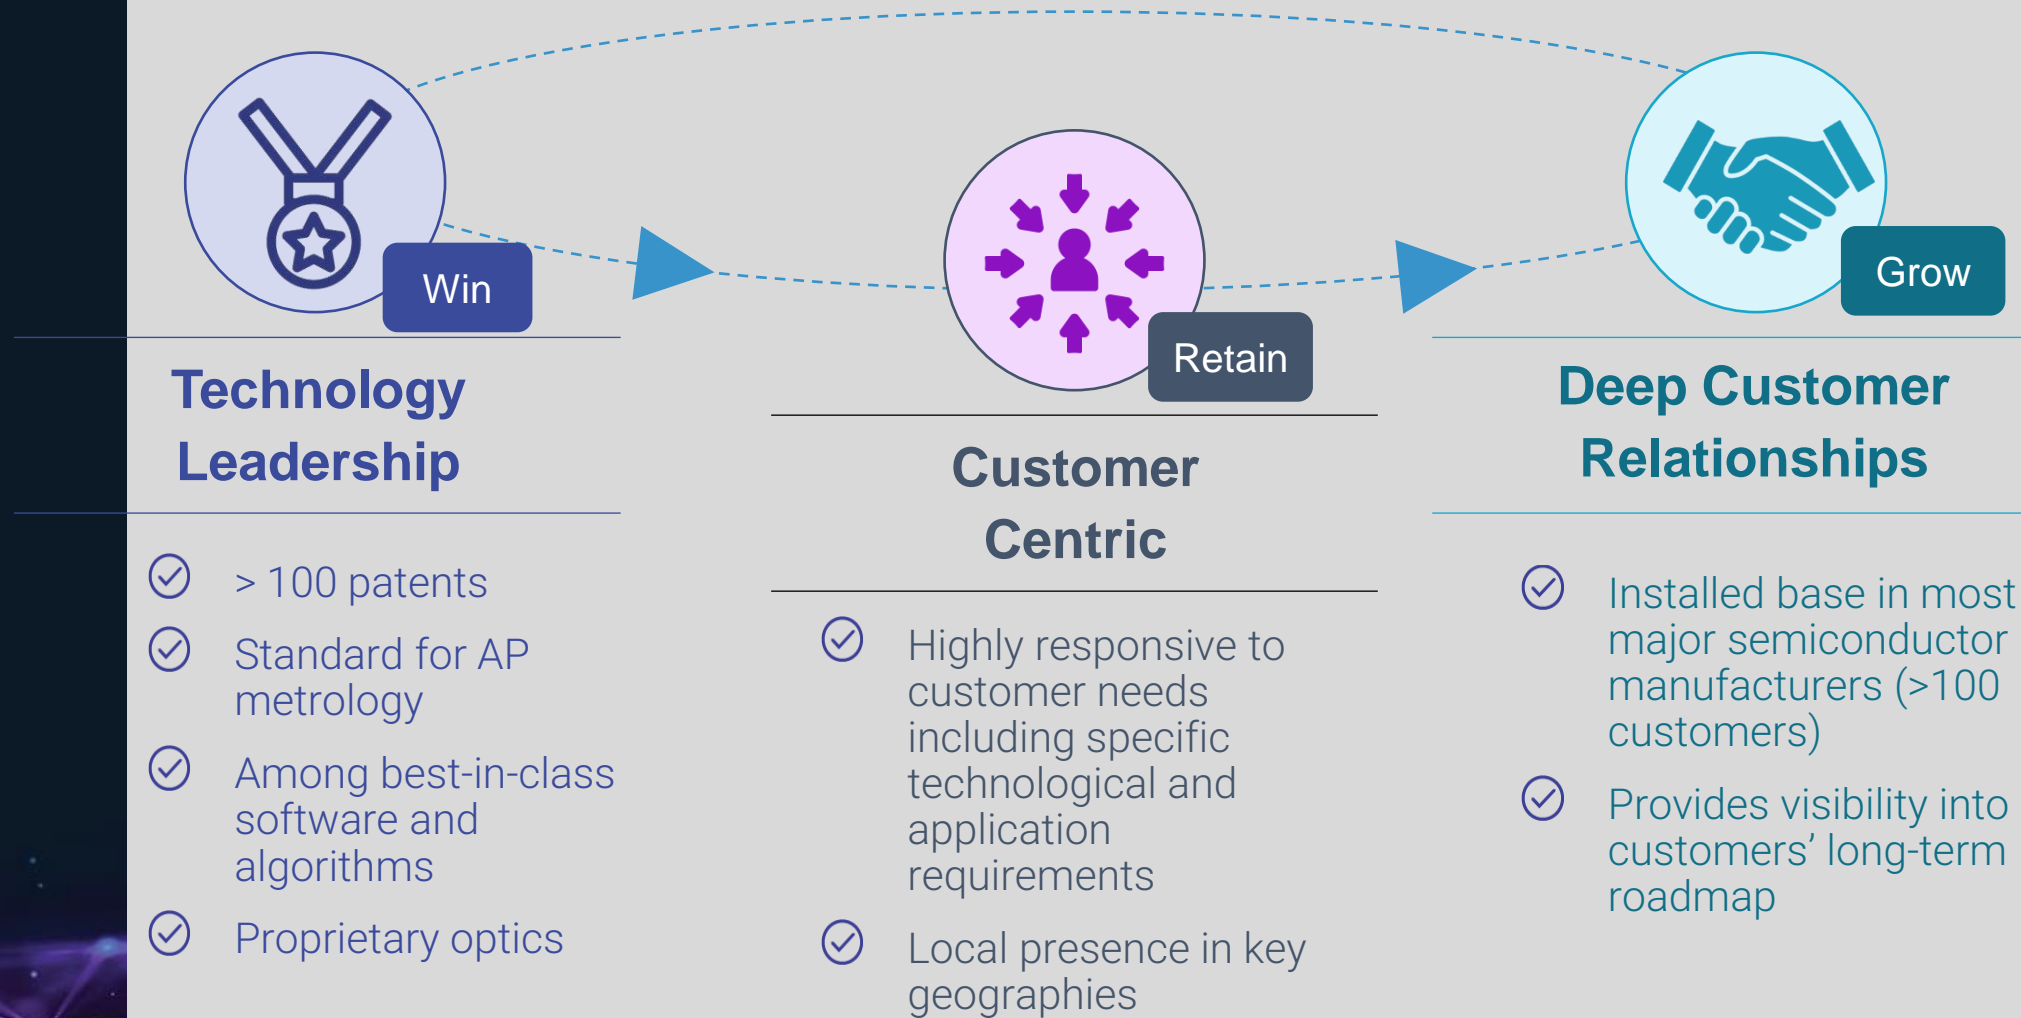 Win
Technology
Leadership
> 100 patents
Standard for AP
metrology
Among best-in-class
software and
algorithms
Proprietary optics
Retain
Customer
Centric
Highly responsive to
customer needs
including specific
technological and
application
requirements
Local presence in key
geographies
Grow
Deep Customer
Relationships
Installed base in most
major semiconductor
manufacturers (>100
customers)
Provides visibility into
customers’ long-term
roadmap